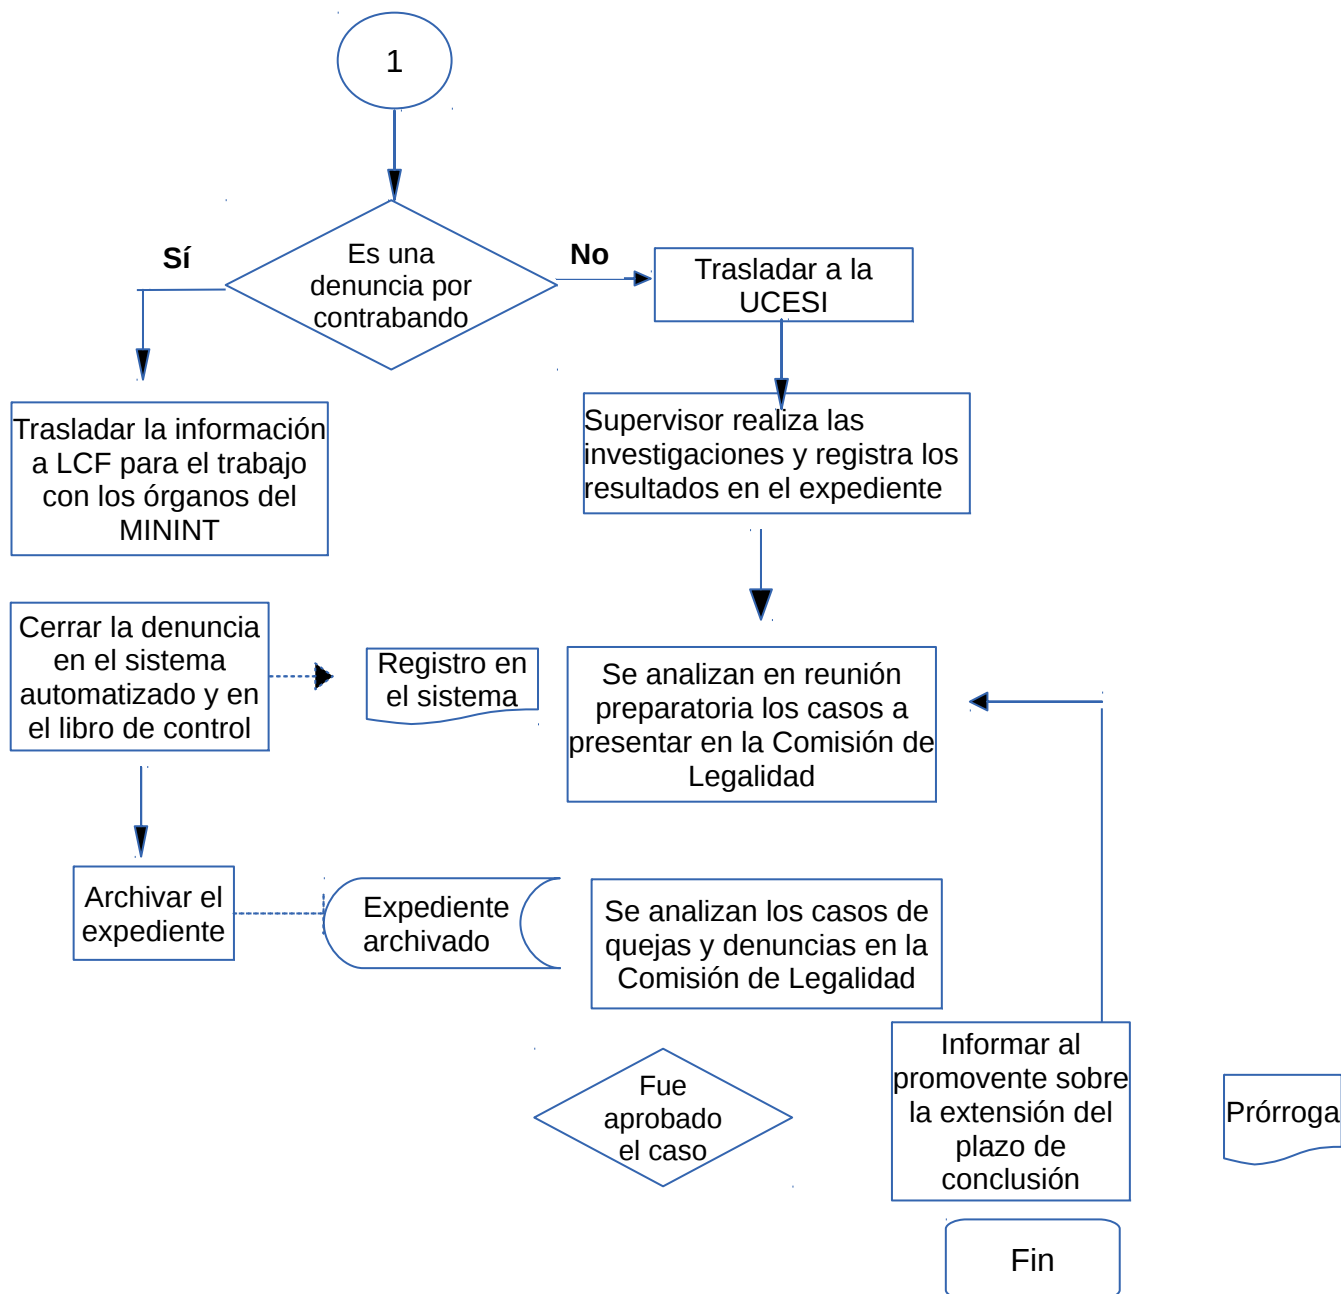 1
Sí
Es una
denuncia por
contrabando
No
Trasladar a la
UCESI
Trasladar la información
a LCF para el trabajo
con los órganos del
MININT
Supervisor realiza las
investigaciones y registra los
resultados en el expediente
Cerrar la denuncia
en el sistema
automatizado y en
el libro de control
Registro en
el sistema
Se analizan en reunión
preparatoria los casos a
presentar en la Comisión de
Legalidad
Archivar el
expediente
Expediente
archivado
Se analizan los casos de
quejas y denuncias en la
Comisión de Legalidad
Fue
aprobado
el caso
Informar al
promovente sobre
la extensión del
plazo de
conclusión
Prórroga
Fin